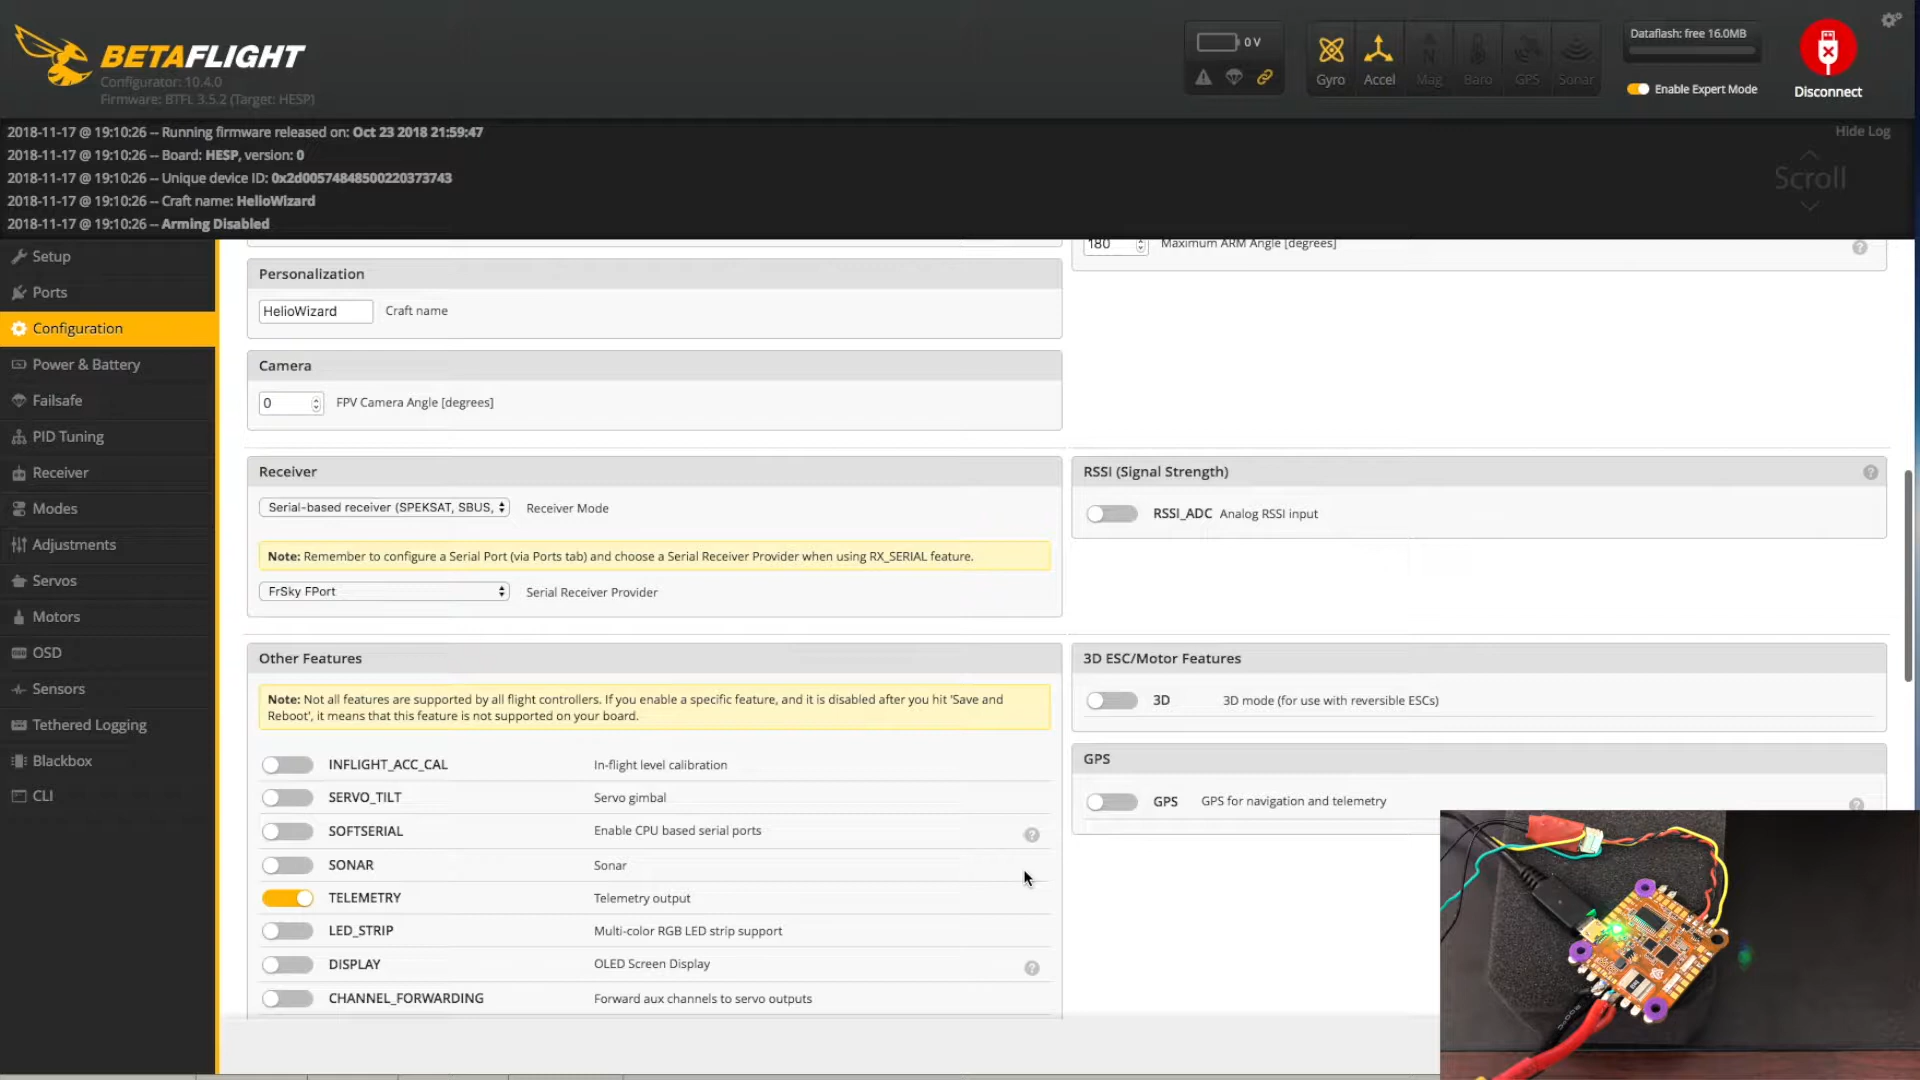 BETAFLIGHT
Configurator: 10.4.0
Firmware: BTFL 3.5.2 (Target: HESP)
0 V
Gyro
Accel
Mag
Baro
GPS
Sonar
Dataflash: free 16.0MB
Enable Expert Mode
Disconnect
2018-11-17 @ 19:10:26 -- Running firmware released on: Oct 23 2018 21:59:47
2018-11-17 @ 19:10:26 -- Board: HESP, version: 0
2018-11-17 @ 19:10:26 -- Unique device ID: 0x2d00574848500220373743
2018-11-17 @ 19:10:26 -- Craft name: HelioWizard
2018-11-17 @ 19:10:26 -- Arming Disabled
Hide Log
Scroll
Setup
Ports
Configuration
Power & Battery
Failsafe
PID Tuning
Receiver
Modes
Adjustments
Servos
Motors
OSD
Sensors
Tethered Logging
Blackbox
CLI
180 Maximum ARM Angle [degrees]
Personalization
HelioWizard Craft name
Camera
0 FPV Camera Angle [degrees]
Receiver
Serial-based receiver (SPEKSAT, SBUS, Receiver Mode
Note: Remember to configure a Serial Port (via Ports tab) and choose a Serial Receiver Provider when using RX_SERIAL feature.
FrSky FPort Serial Receiver Provider
RSSI (Signal Strength)
RSSI_ADC Analog RSSI input
Other Features
Note: Not all features are supported by all flight controllers. If you enable a specific feature, and it is disabled after you hit 'Save and
Reboot', it means that this feature is not supported on your board.
INFLIGHT_ACC_CAL In-flight level calibration
SERVO_TILT Servo gimbal
SOFTSERIAL Enable CPU based serial ports
SONAR Sonar
TELEMETRY Telemetry output
LED_STRIP Multi-color RGB LED strip support
DISPLAY OLED Screen Display
CHANNEL_FORWARDING Forward aux channels to servo outputs
3D ESC/Motor Features
3D 3D mode (for use with reversible ESCs)
GPS
GPS GPS for navigation and telemetry